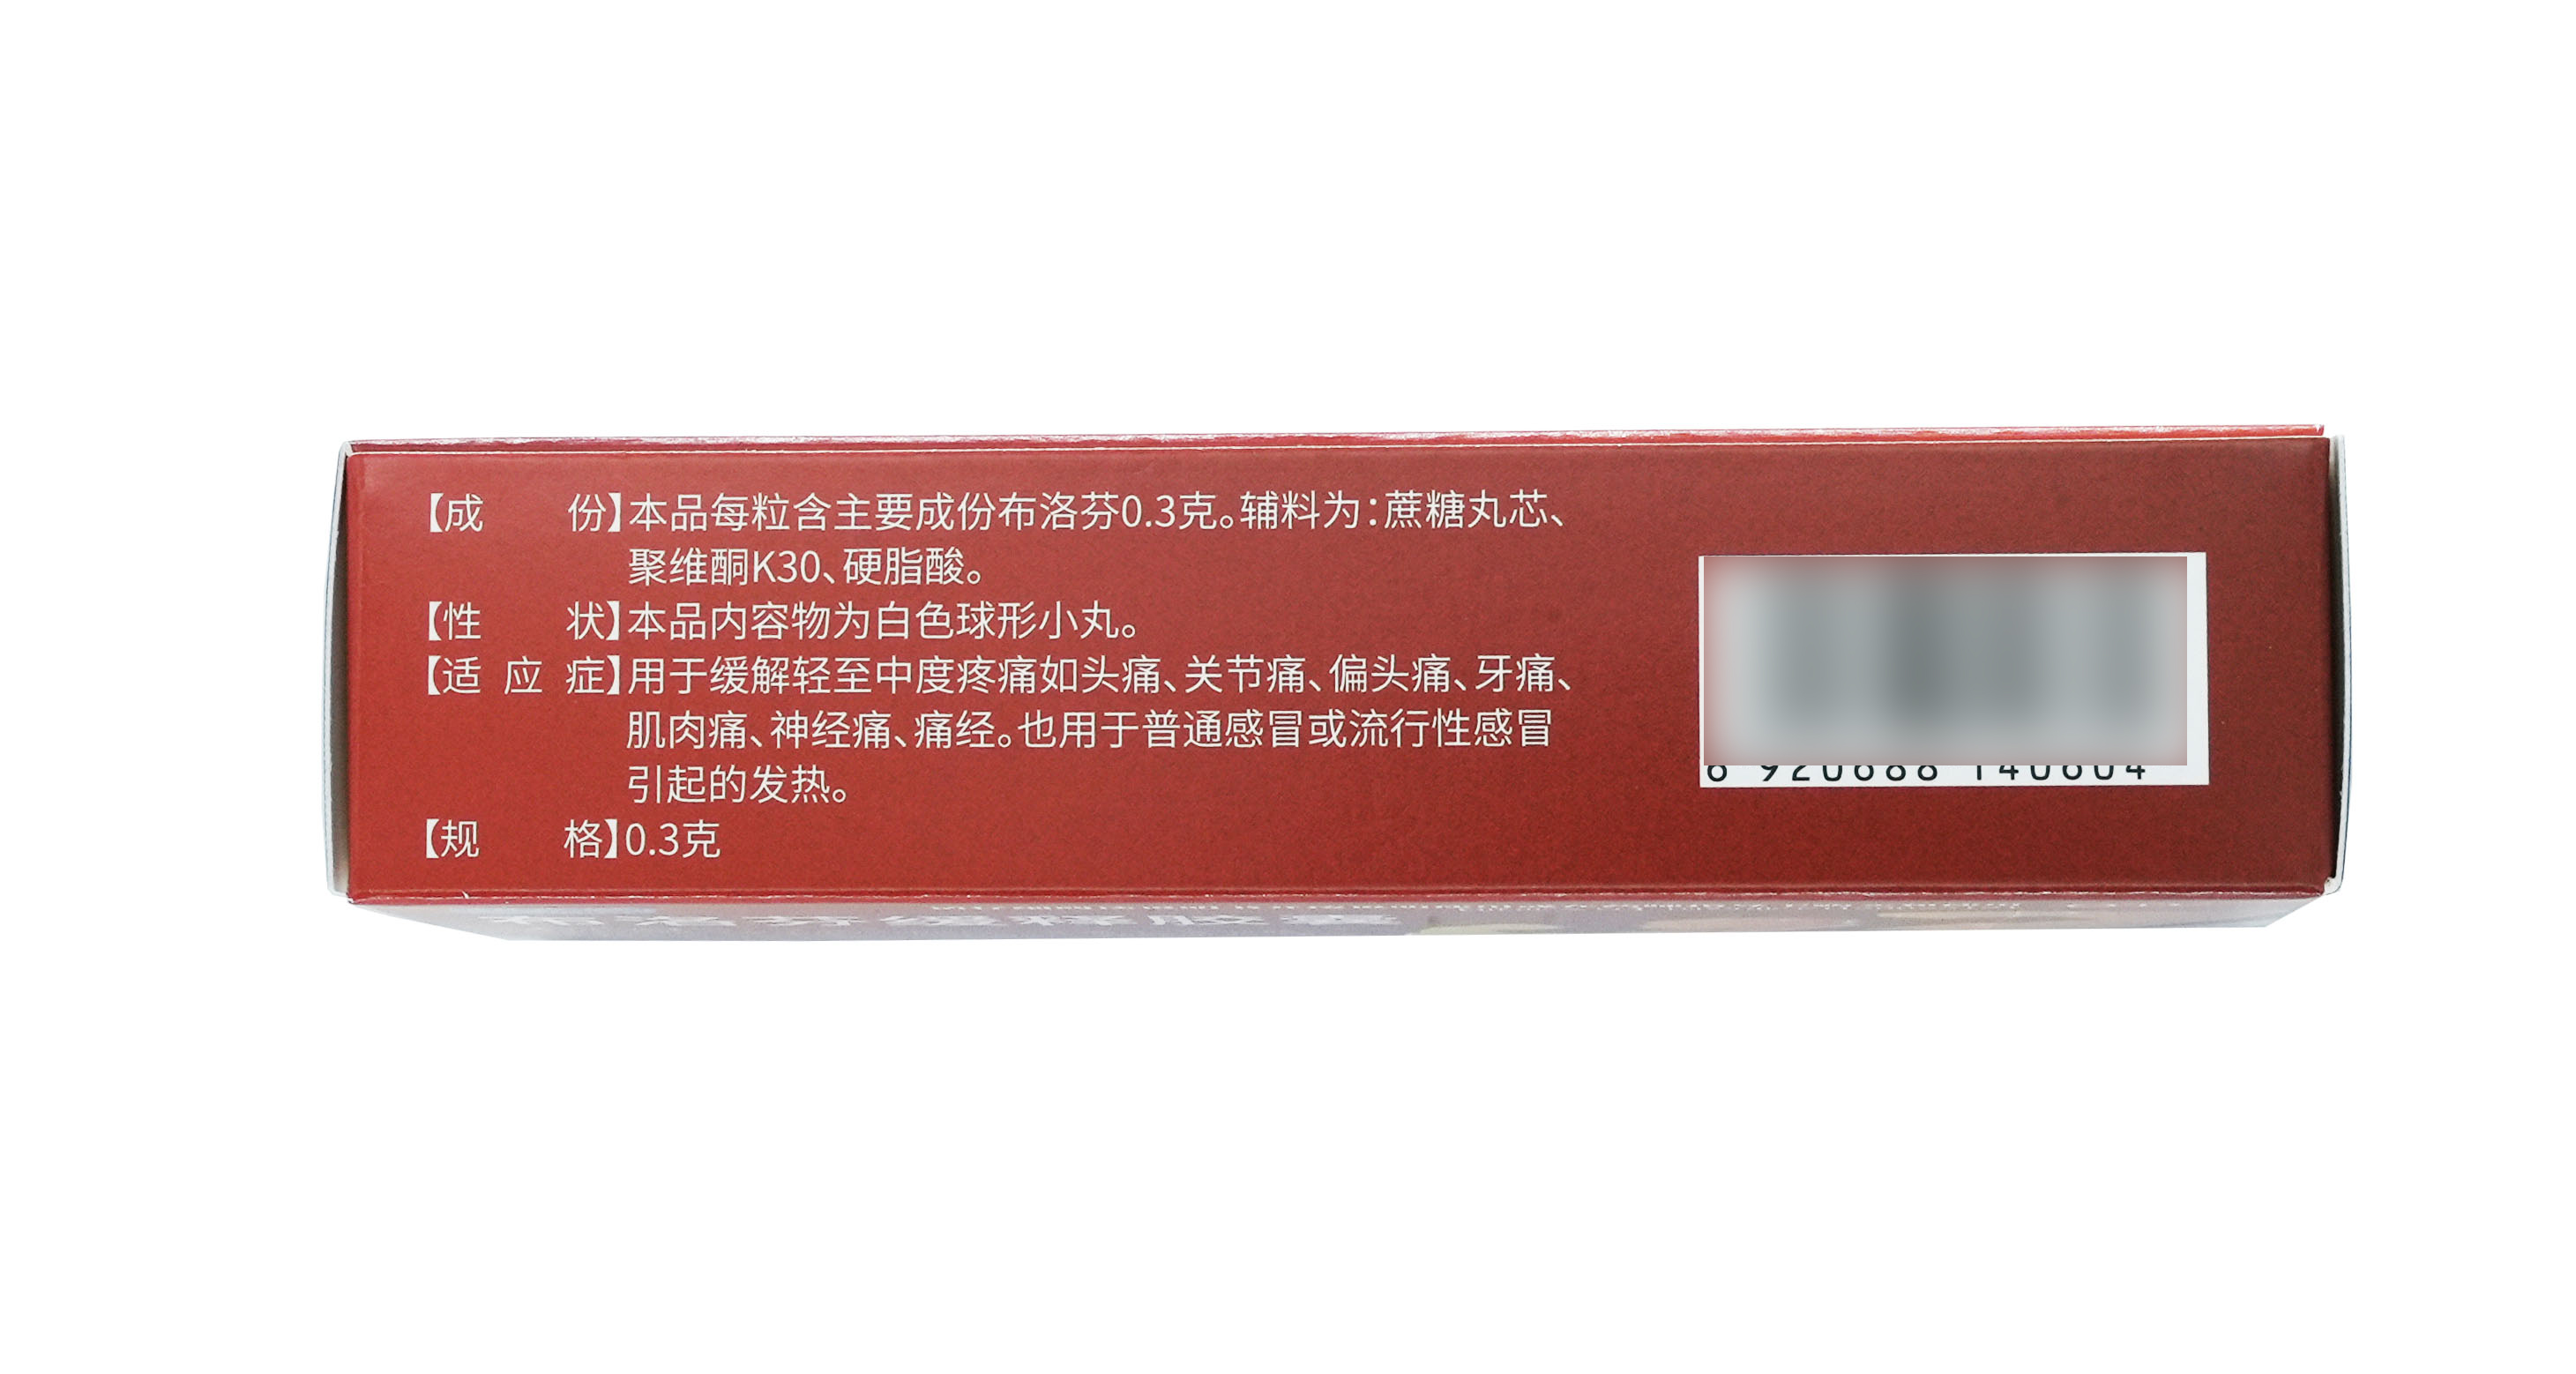 【成 份】本品每粒含主要成份布洛芬0.3克。辅料为：蔗糖丸芯、
聚维酮K30、硬脂酸。
【性 状】本品内容物为白色球形小丸。
【适 应 症】用于缓解轻至中度疼痛如头痛、关节痛、偏头痛、牙痛、
肌肉痛、神经痛、痛经。也用于普通感冒或流行性感冒
引起的发热。
【规 格】0.3克